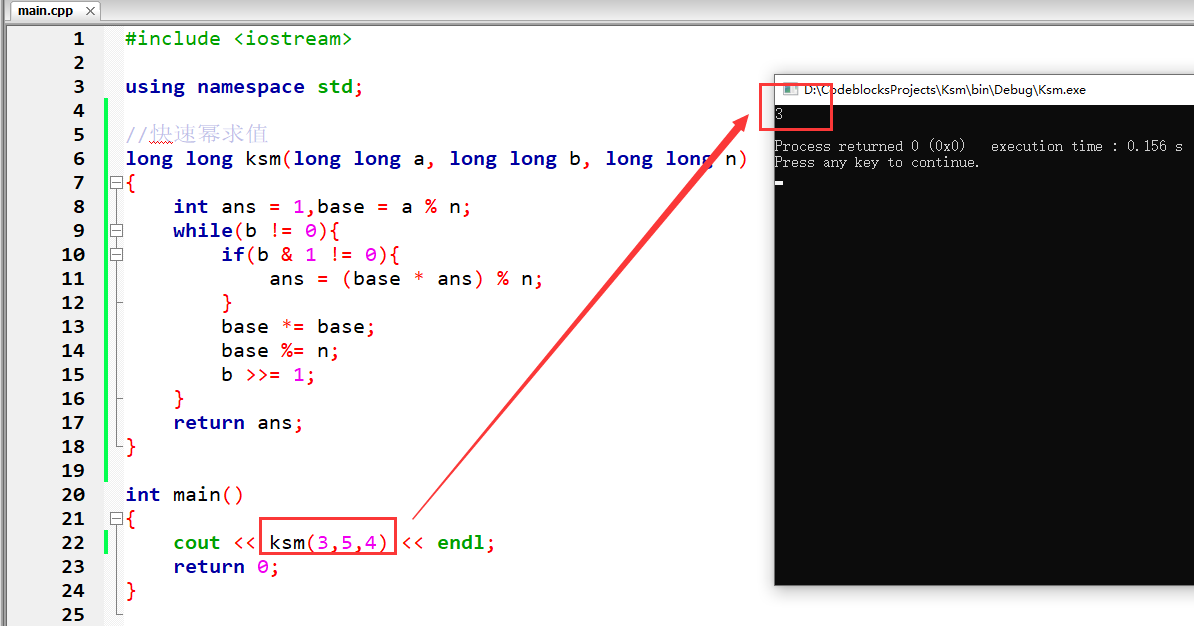 main.cpp
1 #include <iostream>
2
3 using namespace std;
4
5 //快速幂求值
6 long long ksm(long long a, long long b, long long n)
7 {
8 int ans = 1,base = a % n;
9 while(b != 0){
10 if(b & 1 != 0){
11 ans = (base * ans) % n;
12 }
13 base *= base;
14 base %= n;
15 b >>= 1;
16 }
17 return ans;
18 }
19
20 int main()
21 {
22 cout << ksm(3,5,4) << endl;
23 return 0;
24 }
25
D:\CodeblocksProjects\Ksm\bin\Debug\Ksm.exe
3
Process returned 0 (0x0) execution time : 0.156 s
Press any key to continue.